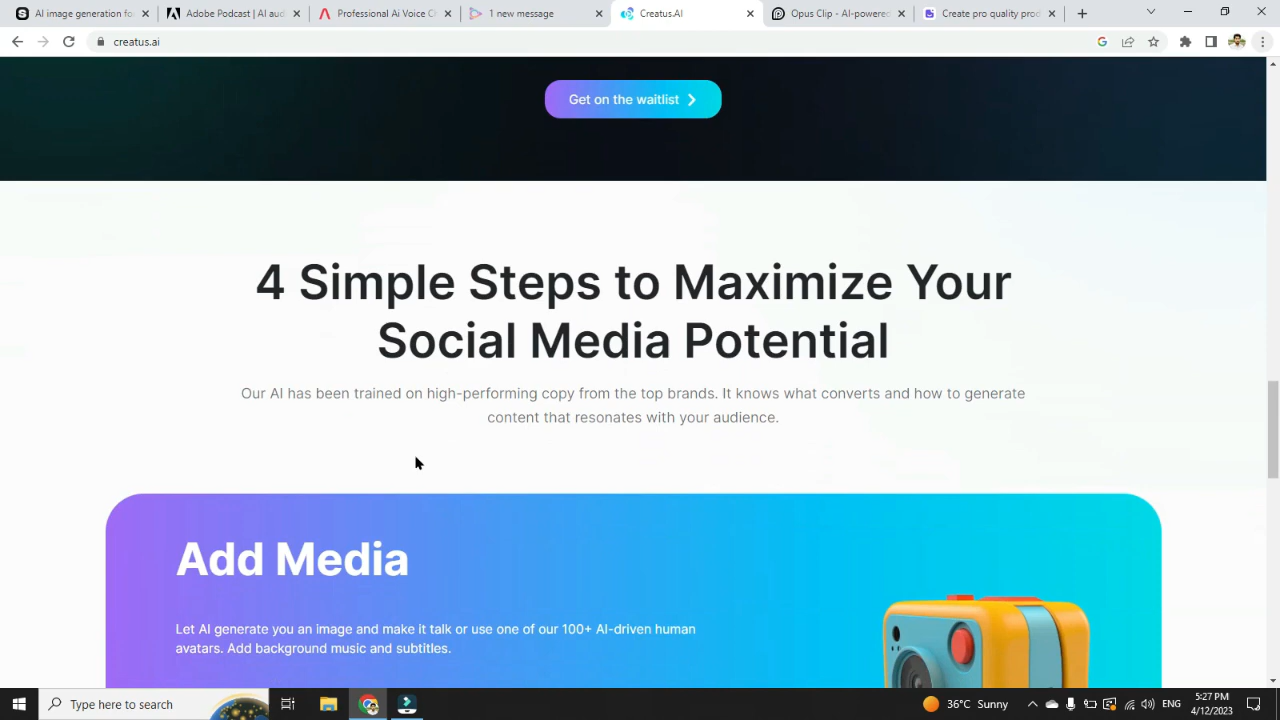 AI image generation fo
Adobe Podcast | AI aud
Professional Ai Voice Cl
1 new message
Creatus.AI
Opus Clip - AI-powered
Create pro quality prod
creatus.ai
Get on the waitlist
4 Simple Steps to Maximize Your
Social Media Potential
Our AI has been trained on high-performing copy from the top brands. It knows what converts and how to generate
content that resonates with your audience.
Add Media
Let AI generate you an image and make it talk or use one of our 100+ AI-driven human
avatars. Add background music and subtitles.
Type here to search
36°C Sunny
ENG
5:27 PM
4/12/2023